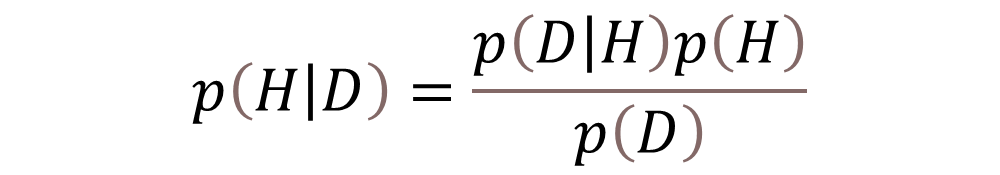 p(H|D) = p(D|H)p(H) / p(D)